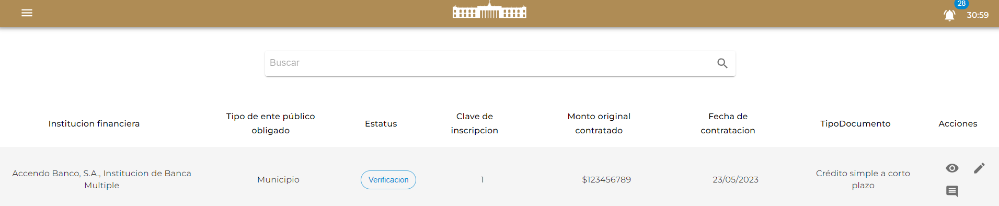 28
30:59
Buscar
Institucion financiera
Tipo de ente público
obligado
Estatus
Clave de
inscripcion
Monto original
contratado
Fecha de
contratacion
TipoDocumento
Acciones
Accendo Banco, S.A., Institucion de Banca
Multiple
Municipio
Verificacion
1
$123456789
23/05/2023
Crédito simple a corto
plazo